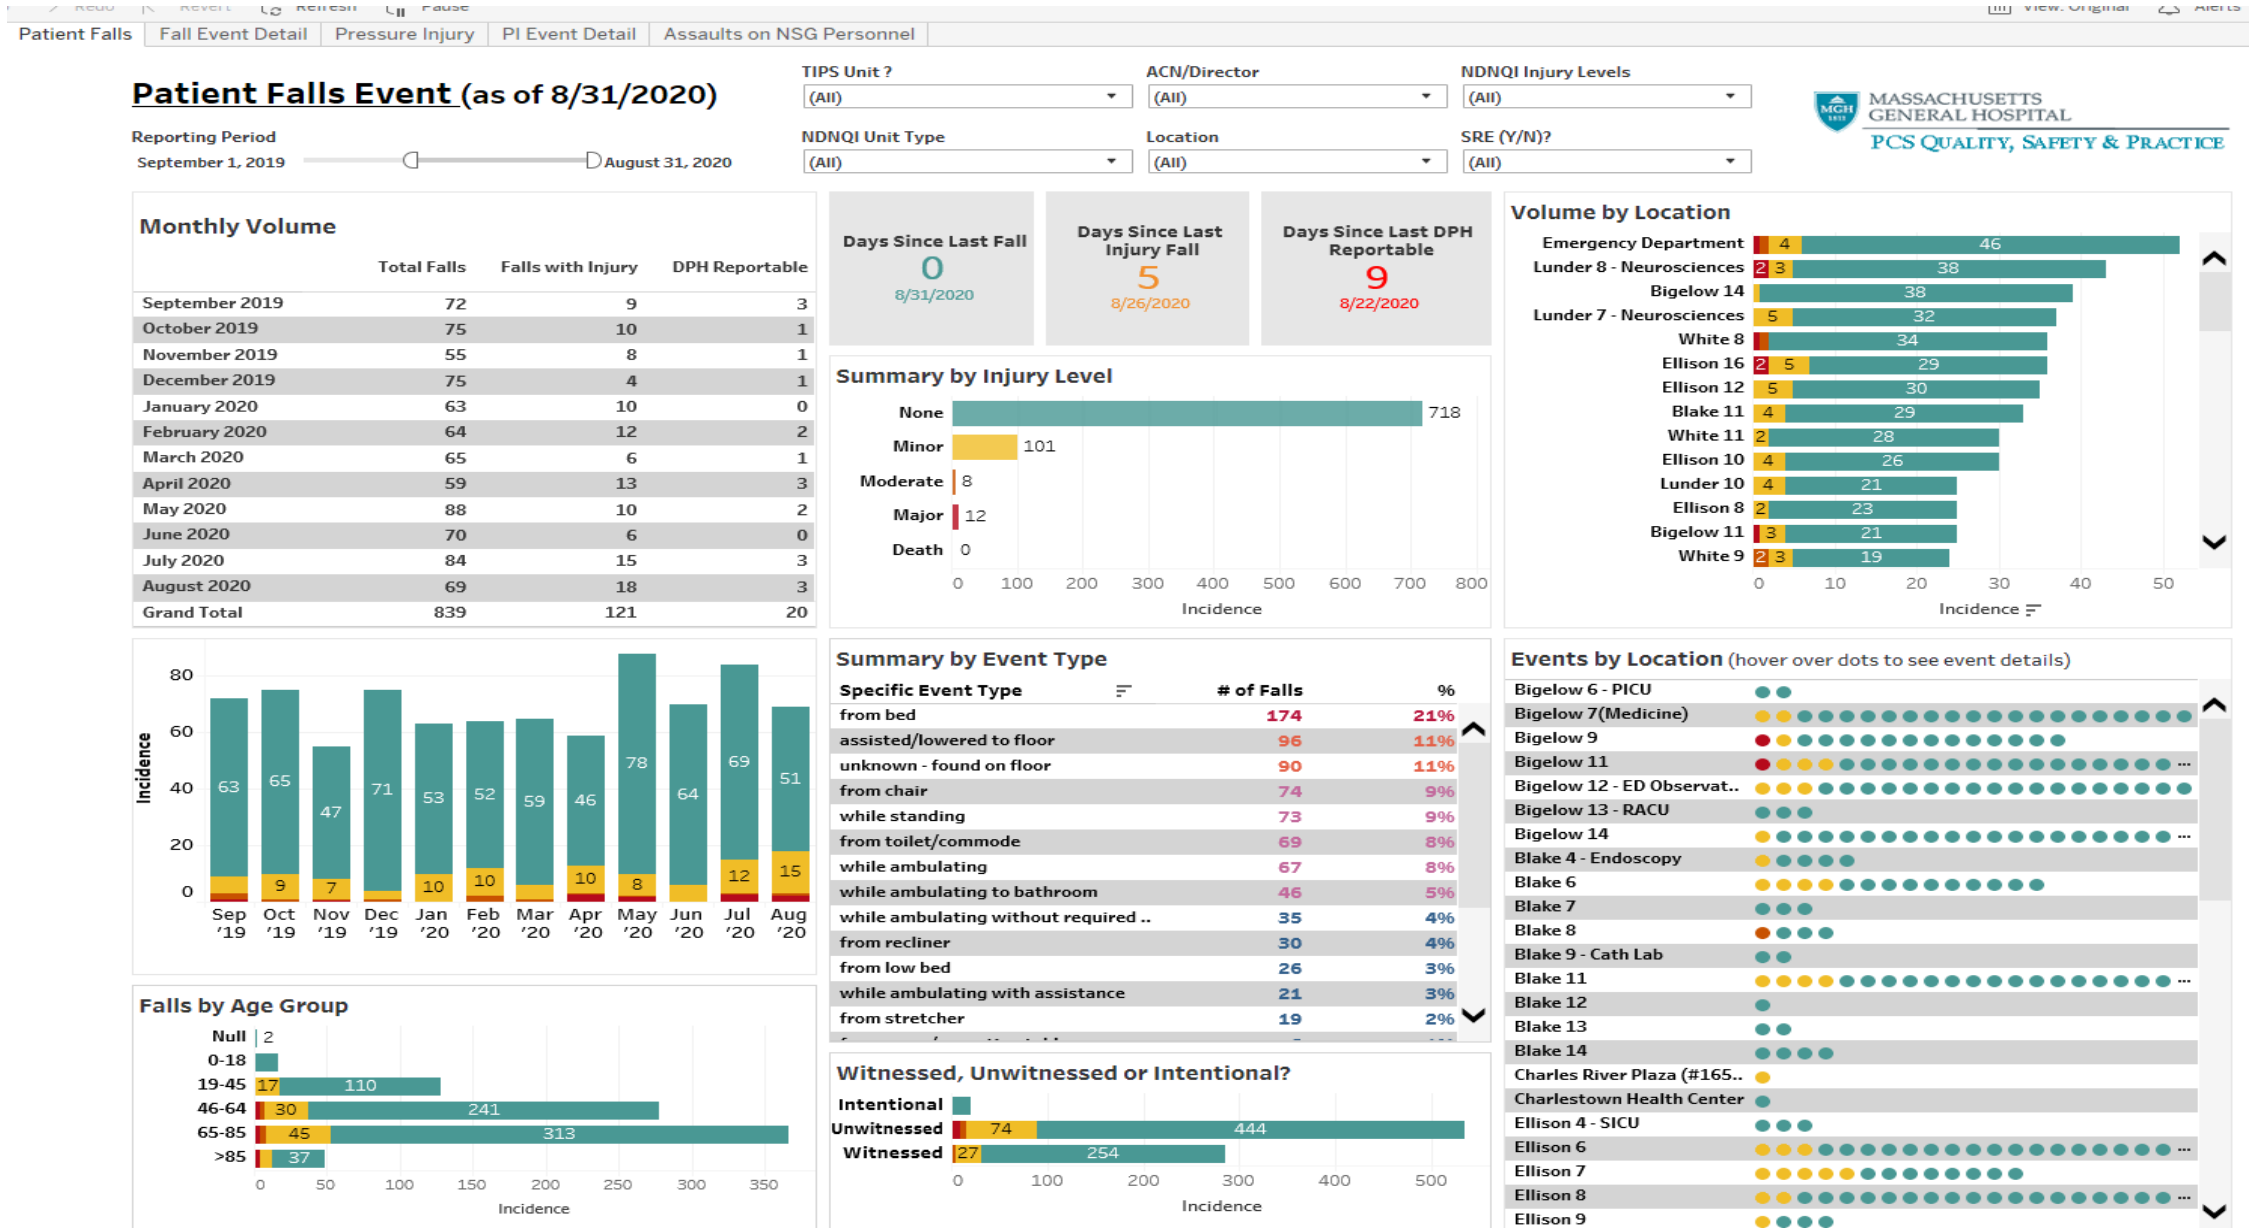 Redo Revert Refresh Pause View: Original Alerts
Patient Falls Fall Event Detail Pressure Injury PI Event Detail Assaults on NSG Personnel
Patient Falls Event (as of 8/31/2020)
Reporting Period
September 1, 2019 August 31, 2020
TIPS Unit ? ACN/Director NDNQI Injury Levels
(All) (All) (All)
NDNQI Unit Type Location SRE (Y/N)?
(All) (All) (All)
MGH
1811
MASSACHUSETTS
GENERAL HOSPITAL
PCS QUALITY, SAFETY & PRACTICE
Monthly Volume
Total Falls Falls with Injury DPH Reportable
September 2019 72 9 3
October 2019 75 10 1
November 2019 55 8 1
December 2019 75 4 1
January 2020 63 10 0
February 2020 64 12 2
March 2020 65 6 1
April 2020 59 13 3
May 2020 88 10 2
June 2020 70 6 0
July 2020 84 15 3
August 2020 69 18 3
Grand Total 839 121 20
Days Since Last Fall
0
8/31/2020
Days Since Last
Injury Fall
5
8/26/2020
Days Since Last DPH
Reportable
9
8/22/2020
Summary by Injury Level
None 718
Minor 101
Moderate 8
Major 12
Death 0
0 100 200 300 400 500 600 700 800
Incidence
Volume by Location
Emergency Department 4 46
Lunder 8 - Neurosciences 2 3 38
Bigelow 14 38
Lunder 7 - Neurosciences 5 32
White 8 34
Ellison 16 2 5 29
Ellison 12 5 30
Blake 11 4 29
White 11 2 28
Ellison 10 4 26
Lunder 10 4 21
Ellison 8 2 23
Bigelow 11 3 21
White 9 2 3 19
0 10 20 30 40 50
Incidence
80
60
40
20
0
Incidence
63 65 47 71 53 52 59 46 78 64 69 51
9 7 10 10 10 8 12 15
Sep Oct Nov Dec Jan Feb Mar Apr May Jun Jul Aug
'19 '19 '19 '19 '20 '20 '20 '20 '20 '20 '20 '20
Falls by Age Group
Null 2
0-18
19-45 17 110
46-64 30 241
65-85 45 313
>85 37
0 50 100 150 200 250 300 350
Incidence
Summary by Event Type
Specific Event Type # of Falls %
from bed 174 21%
assisted/lowered to floor 96 11%
unknown - found on floor 90 11%
from chair 74 9%
while standing 73 9%
from toilet/commode 69 8%
while ambulating 67 8%
while ambulating to bathroom 46 5%
while ambulating without required .. 35 4%
from recliner 30 4%
from low bed 26 3%
while ambulating with assistance 21 3%
from stretcher 19 2%
Witnessed, Unwitnessed or Intentional?
Intentional
Unwitnessed 74 444
Witnessed 27 254
0 100 200 300 400 500
Incidence
Events by Location (hover over dots to see event details)
Bigelow 6 - PICU
Bigelow 7(Medicine)
Bigelow 9
Bigelow 11 ...
Bigelow 12 - ED Observat..
Bigelow 13 - RACU
Bigelow 14 ...
Blake 4 - Endoscopy
Blake 6
Blake 7
Blake 8
Blake 9 - Cath Lab
Blake 11 ...
Blake 12
Blake 13
Blake 14
Charles River Plaza (#165..
Charlestown Health Center
Ellison 4 - SICU
Ellison 6 ...
Ellison 7
Ellison 8 ...
Ellison 9